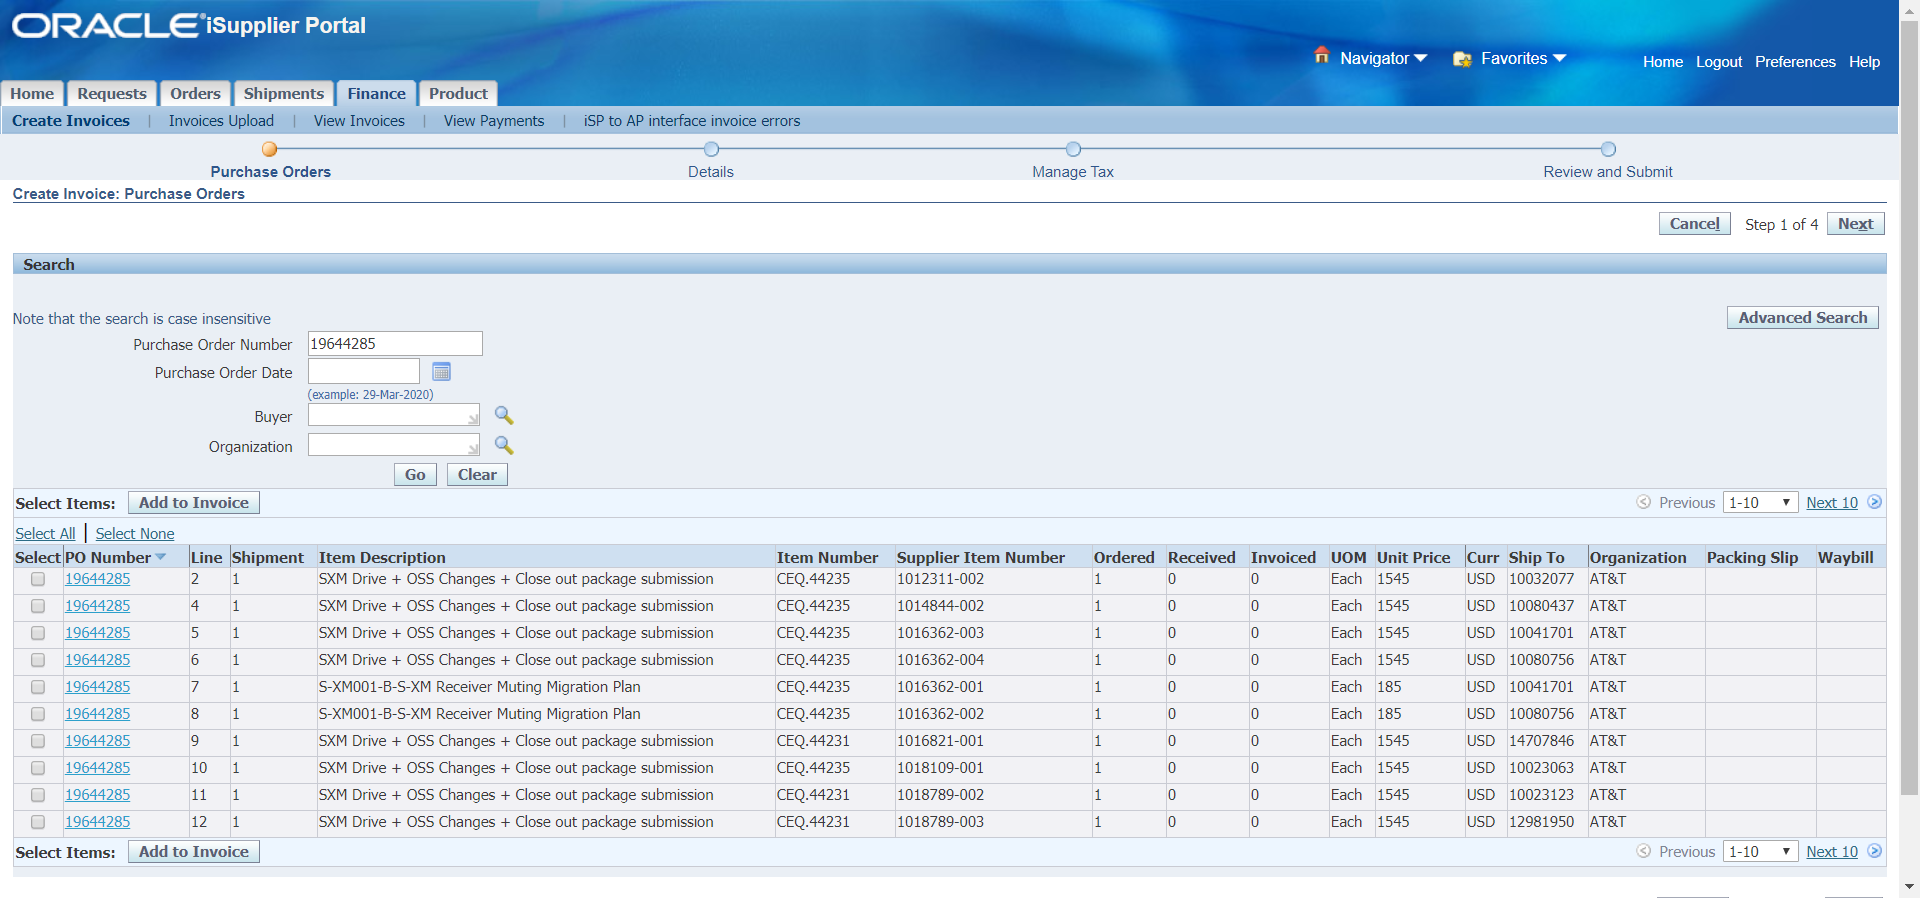 ORACLE® iSupplier Portal
Navigator Favorites Home Logout Preferences Help
Home Requests Orders Shipments Finance Product
Create Invoices | Invoices Upload | View Invoices | View Payments | iSP to AP interface invoice errors
Purchase Orders Details Manage Tax Review and Submit
Create Invoice: Purchase Orders
Cancel Step 1 of 4 Next
Search
Note that the search is case insensitive
Advanced Search
Purchase Order Number 19644285
Purchase Order Date
(example: 29-Mar-2020)
Buyer
Organization
Go Clear
Select Items: Add to Invoice Previous 1-10 Next 10
Select All | Select None
Select PO Number Line Shipment Item Description Item Number Supplier Item Number Ordered Received Invoiced UOM Unit Price Curr Ship To Organization Packing Slip Waybill
19644285 2 1 SXM Drive + OSS Changes + Close out package submission CEQ.44235 1012311-002 1 0 0 Each 1545 USD 10032077 AT&T
19644285 4 1 SXM Drive + OSS Changes + Close out package submission CEQ.44235 1014844-002 1 0 0 Each 1545 USD 10080437 AT&T
19644285 5 1 SXM Drive + OSS Changes + Close out package submission CEQ.44235 1016362-003 1 0 0 Each 1545 USD 10041701 AT&T
19644285 6 1 SXM Drive + OSS Changes + Close out package submission CEQ.44235 1016362-004 1 0 0 Each 1545 USD 10080756 AT&T
19644285 7 1 S-XM001-B-S-XM Receiver Muting Migration Plan CEQ.44235 1016362-001 1 0 0 Each 185 USD 10041701 AT&T
19644285 8 1 S-XM001-B-S-XM Receiver Muting Migration Plan CEQ.44235 1016362-002 1 0 0 Each 185 USD 10080756 AT&T
19644285 9 1 SXM Drive + OSS Changes + Close out package submission CEQ.44231 1016821-001 1 0 0 Each 1545 USD 14707846 AT&T
19644285 10 1 SXM Drive + OSS Changes + Close out package submission CEQ.44235 1018109-001 1 0 0 Each 1545 USD 10023063 AT&T
19644285 11 1 SXM Drive + OSS Changes + Close out package submission CEQ.44231 1018789-002 1 0 0 Each 1545 USD 10023123 AT&T
19644285 12 1 SXM Drive + OSS Changes + Close out package submission CEQ.44231 1018789-003 1 0 0 Each 1545 USD 12981950 AT&T
Select Items: Add to Invoice Previous 1-10 Next 10